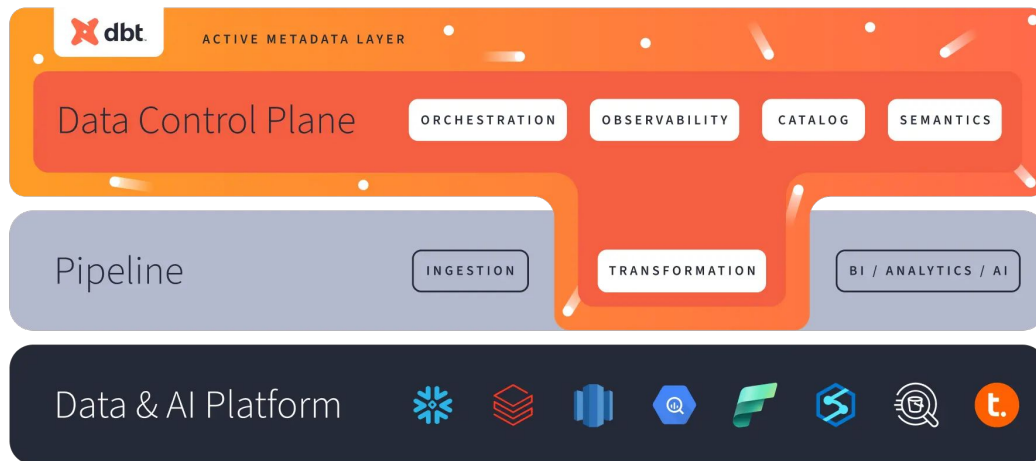 dbt
ACTIVE METADATA LAYER
Data Control Plane
ORCHESTRATION
OBSERVABILITY
CATALOG
SEMANTICS
Pipeline
INGESTION
TRANSFORMATION
BI / ANALYTICS / AI
Data & AI Platform
t.